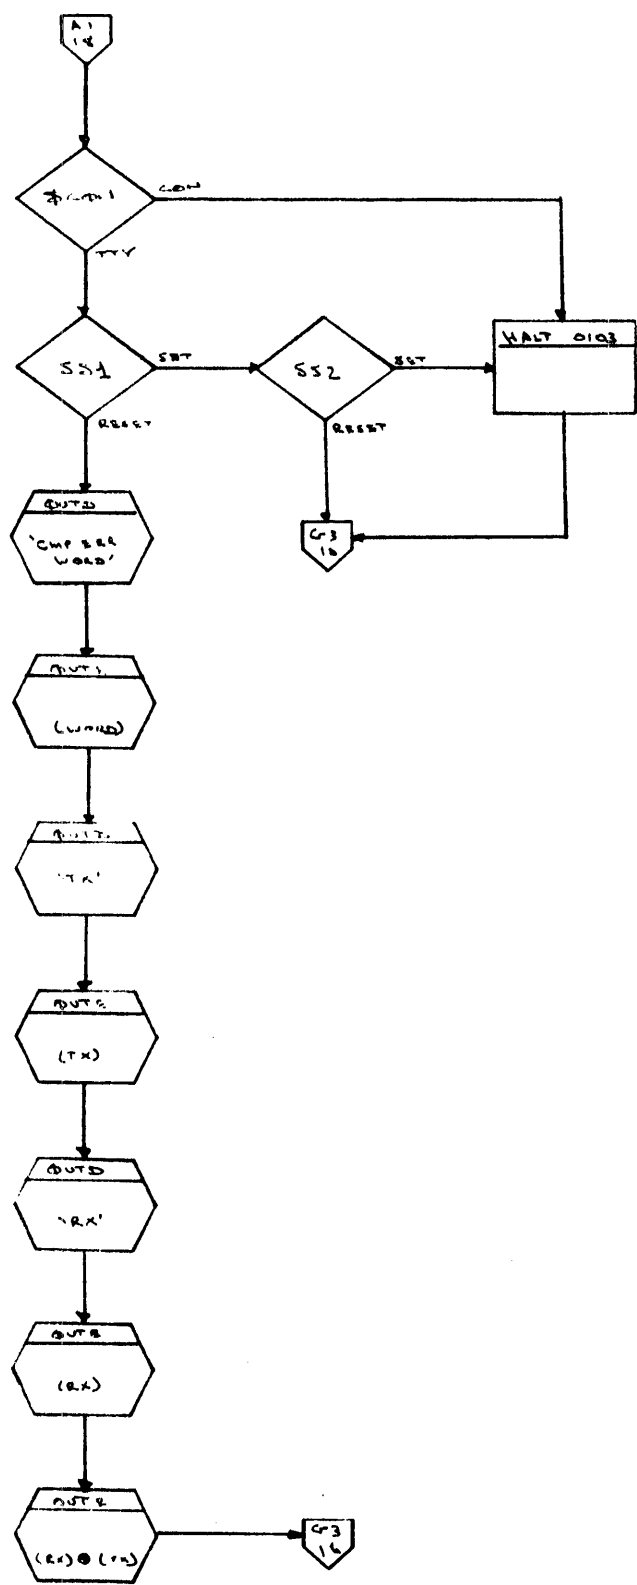 A1
18
CON
TTY
SS1
SET
SS2
SET
HALT 0103
RESET
RESET
'CMP ERR
WORD'
G3
16
(WORD)
'TX'
(TX)
ØUTD
'RX'
(RX)
(RX) ⊕ (TX)
G3
16